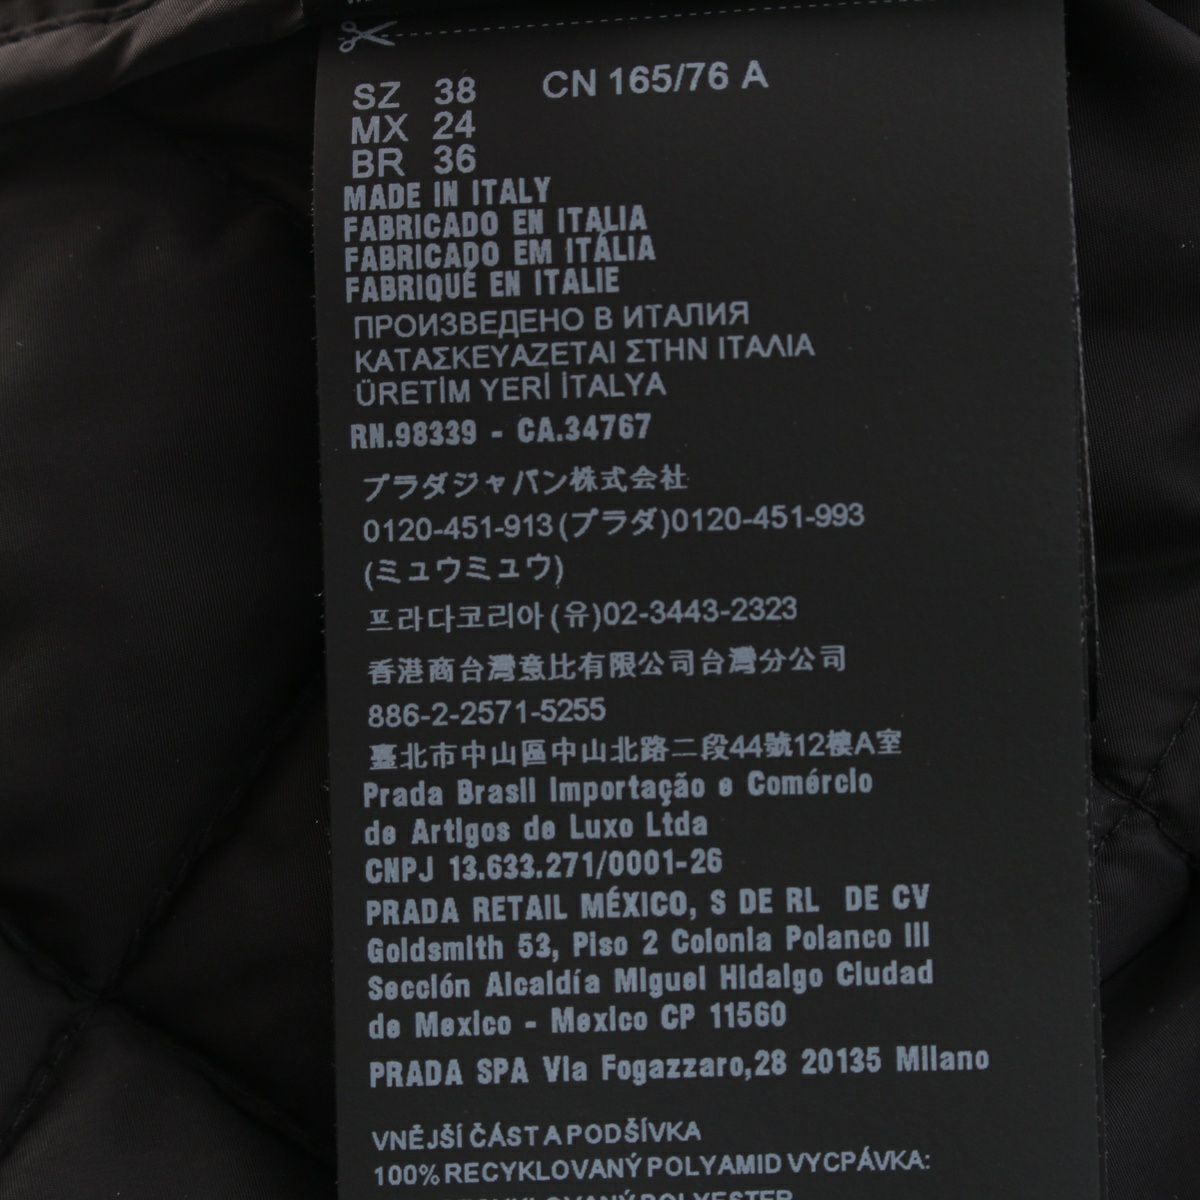 SZ 38 CN 165/76 A
MX 24
BR 36
MADE IN ITALY
FABRICADO EN ITALIA
FABRICADO EM ITÁLIA
FABRIQUÉ EN ITALIE
ПРОИЗВЕДЕНО В ИТАЛИЯ
ΚΑΤΑΣΚΕΥΑΖΕΤΑΙ ΣΤΗΝ ΙΤΑΛΙΑ
ÜRETİM YERİ İTALYA
RN.98339 - CA.34767
プラダジャパン株式会社
0120-451-913(プラダ)0120-451-993
(ミュウミュウ)
프라다코리아(유)02-3443-2323
香港商台灣意比有限公司台灣分公司
886-2-2571-5255
臺北市中山區中山北路二段44號12樓A室
Prada Brasil Importação e Comércio
de Artigos de Luxo Ltda
CNPJ 13.633.271/0001-26
PRADA RETAIL MÉXICO, S DE RL DE CV
Goldsmith 53, Piso 2 Colonia Polanco III
Sección Alcaldía Miguel Hidalgo Ciudad
de Mexico - Mexico CP 11560
PRADA SPA Via Fogazzaro,28 20135 Milano
VNĚJŠÍ ČÁST A PODŠÍVKA
100% RECYKLOVANÝ POLYAMID VYCPÁVKA:
POLYESTER